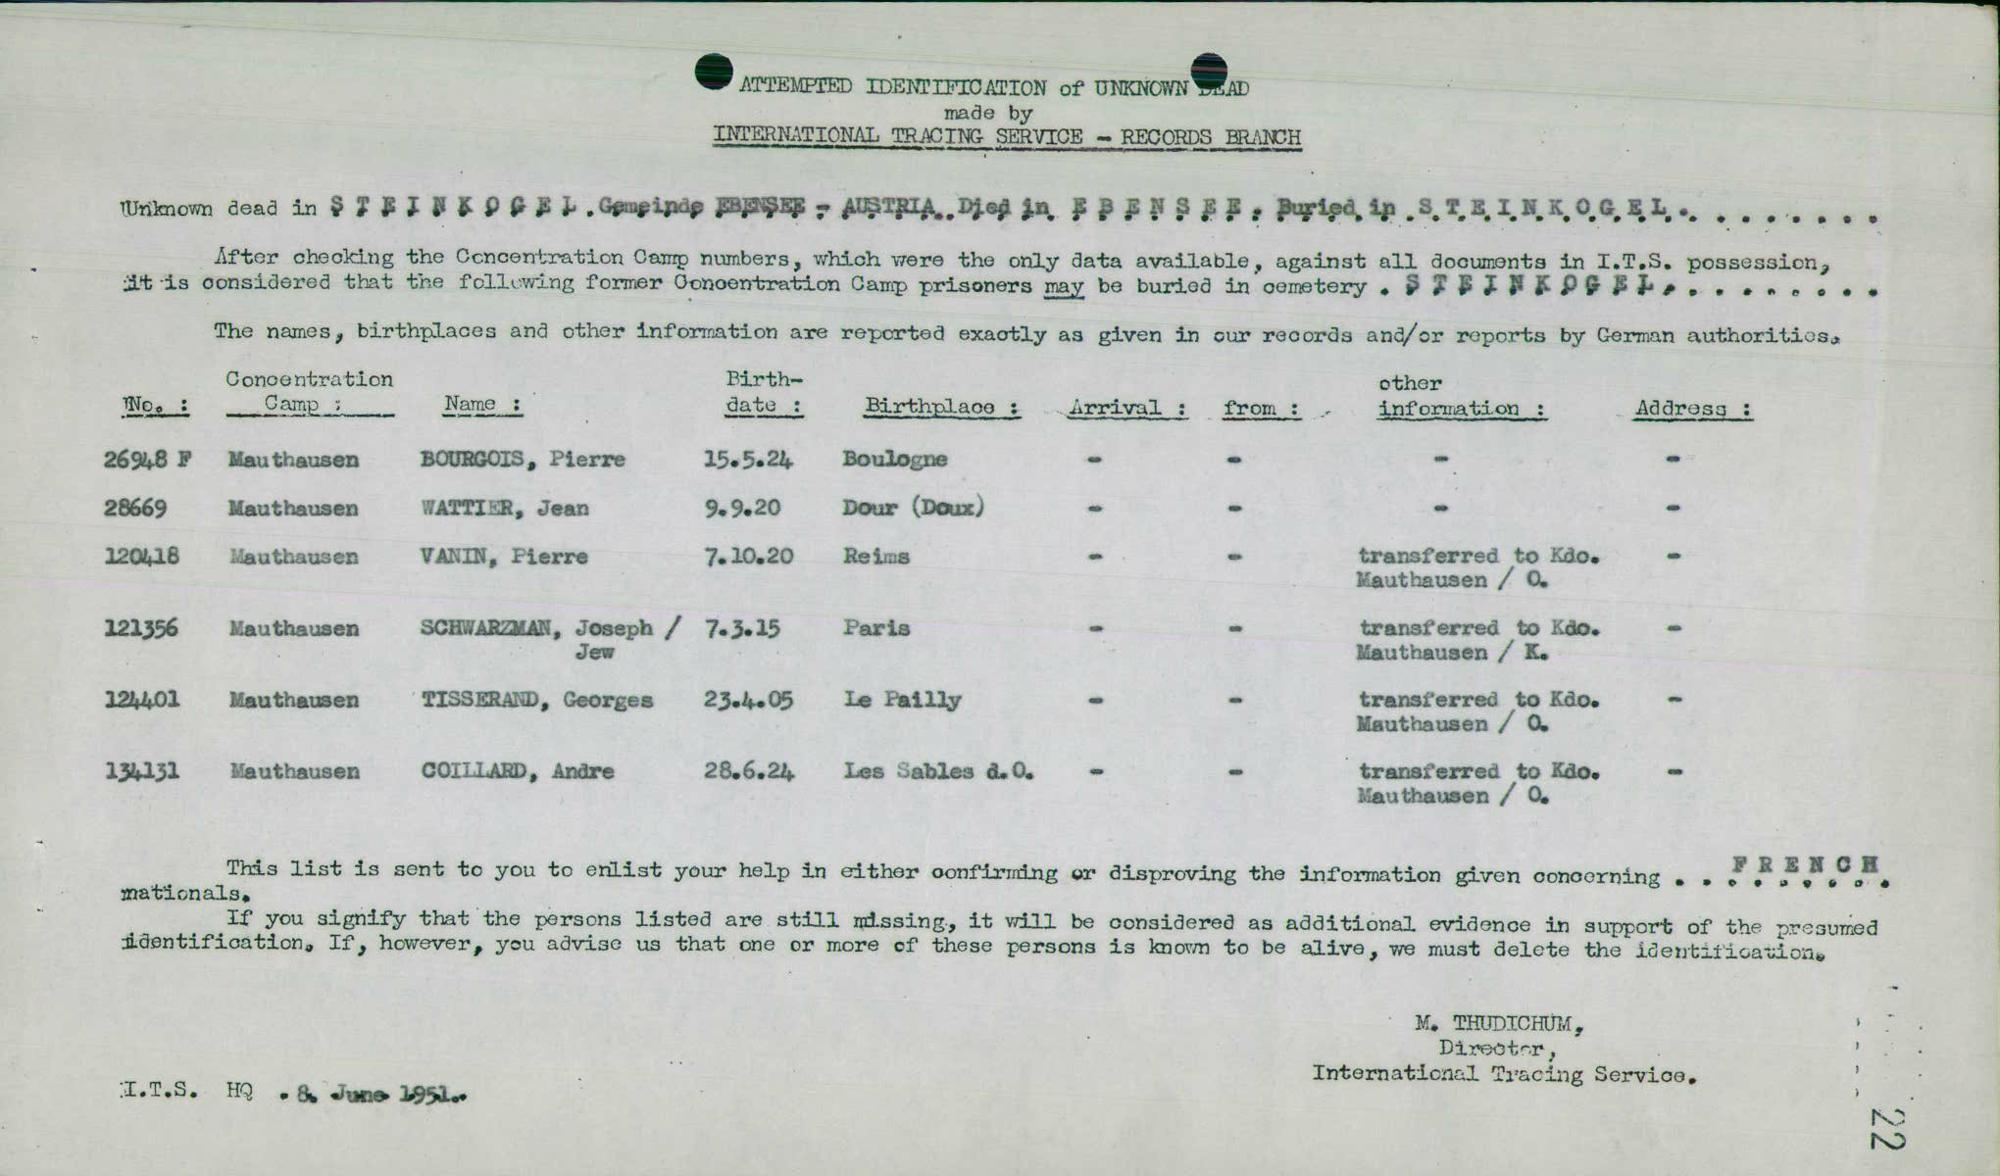 ATTEMPTED IDENTIFICATION of UNKNOWN DEAD
made by
INTERNATIONAL TRACING SERVICE - RECORDS BRANCH
Unknown dead in S T E I N K O G E L . Gemeinde EBENSEE - AUSTRIA. Died in E B E N S E E . Buried in S.T.E.I.N.K.O.G.E.L. . . . . . . . .
After checking the Concentration Camp numbers, which were the only data available, against all documents in I.T.S. possession,
it is considered that the following former Concentration Camp prisoners may be buried in cemetery . S T E I N K O G E L . . . . . . . . .
The names, birthplaces and other information are reported exactly as given in our records and/or reports by German authorities.
No. : Concentration Camp : Name : Birth-date : Birthplace : Arrival : from : other information : Address :
26948 F Mauthausen BOURGOIS, Pierre 15.5.24 Boulogne - - - -
28669 Mauthausen WATTIER, Jean 9.9.20 Dour (Doux) - - - -
120418 Mauthausen VANIN, Pierre 7.10.20 Reims - - transferred to Kdo. -
Mauthausen / O.
121356 Mauthausen SCHWARZMAN, Joseph / 7.3.15 Paris - - transferred to Kdo. -
Jew Mauthausen / K.
124401 Mauthausen TISSERAND, Georges 23.4.05 Le Pailly - - transferred to Kdo. -
Mauthausen / O.
134131 Mauthausen COILLARD, Andre 28.6.24 Les Sables d.O. - - transferred to Kdo. -
Mauthausen / O.
This list is sent to you to enlist your help in either confirming or disproving the information given concerning . . F R E N C H
nationals.
If you signify that the persons listed are still missing, it will be considered as additional evidence in support of the presumed
identification. If, however, you advise us that one or more of these persons is known to be alive, we must delete the identification.
M. THUDICHUM,
Director,
International Tracing Service.
I.T.S. HQ . 8. June 1951..
22